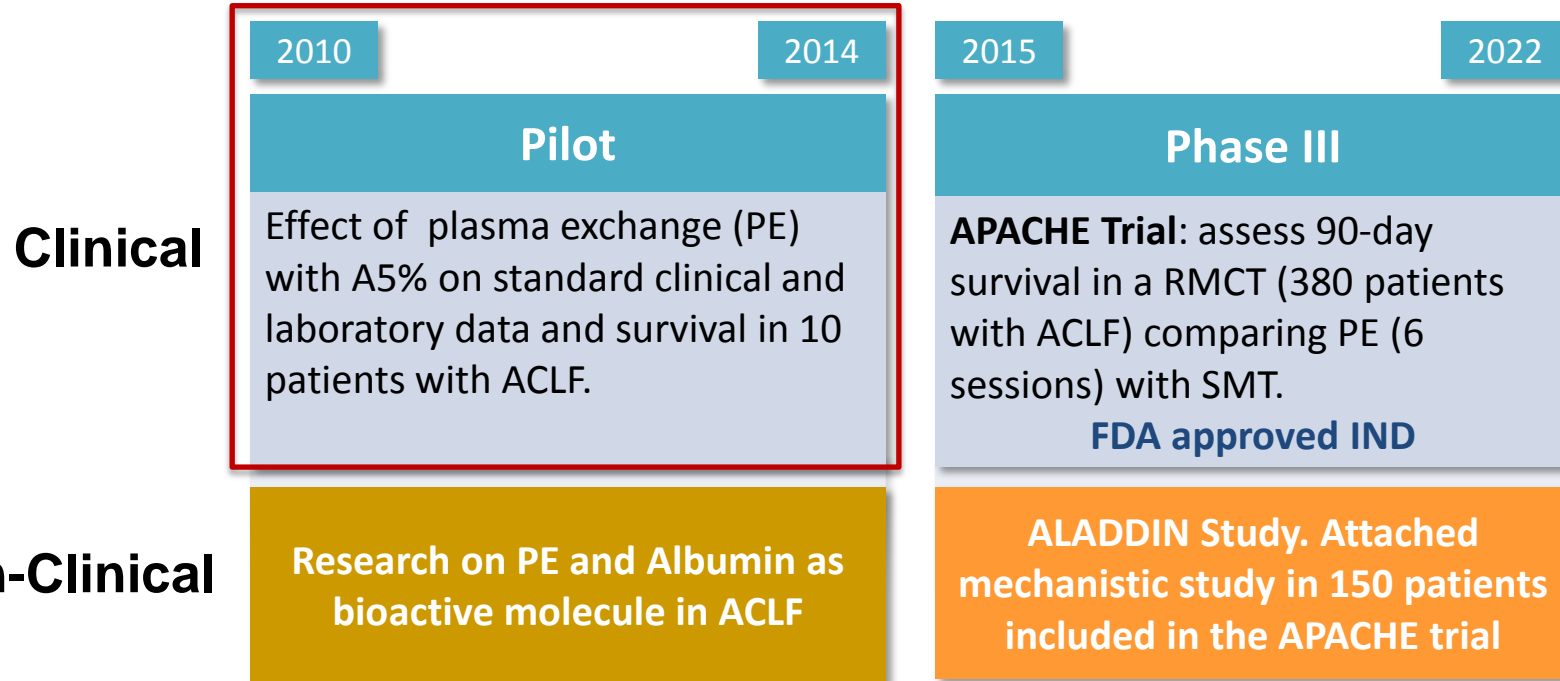 2010
2014
2015
2022
Pilot
Phase III
Clinical
Effect of plasma exchange (PE)
with A5% on standard clinical and
laboratory data and survival in 10
patients with ACLF.
APACHE Trial: assess 90-day
survival in a RMCT (380 patients
with ACLF) comparing PE (6
sessions) with SMT.
FDA approved IND
-Clinical
Research on PE and Albumin as
bioactive molecule in ACLF
ALADDIN Study. Attached
mechanistic study in 150 patients
included in the APACHE trial